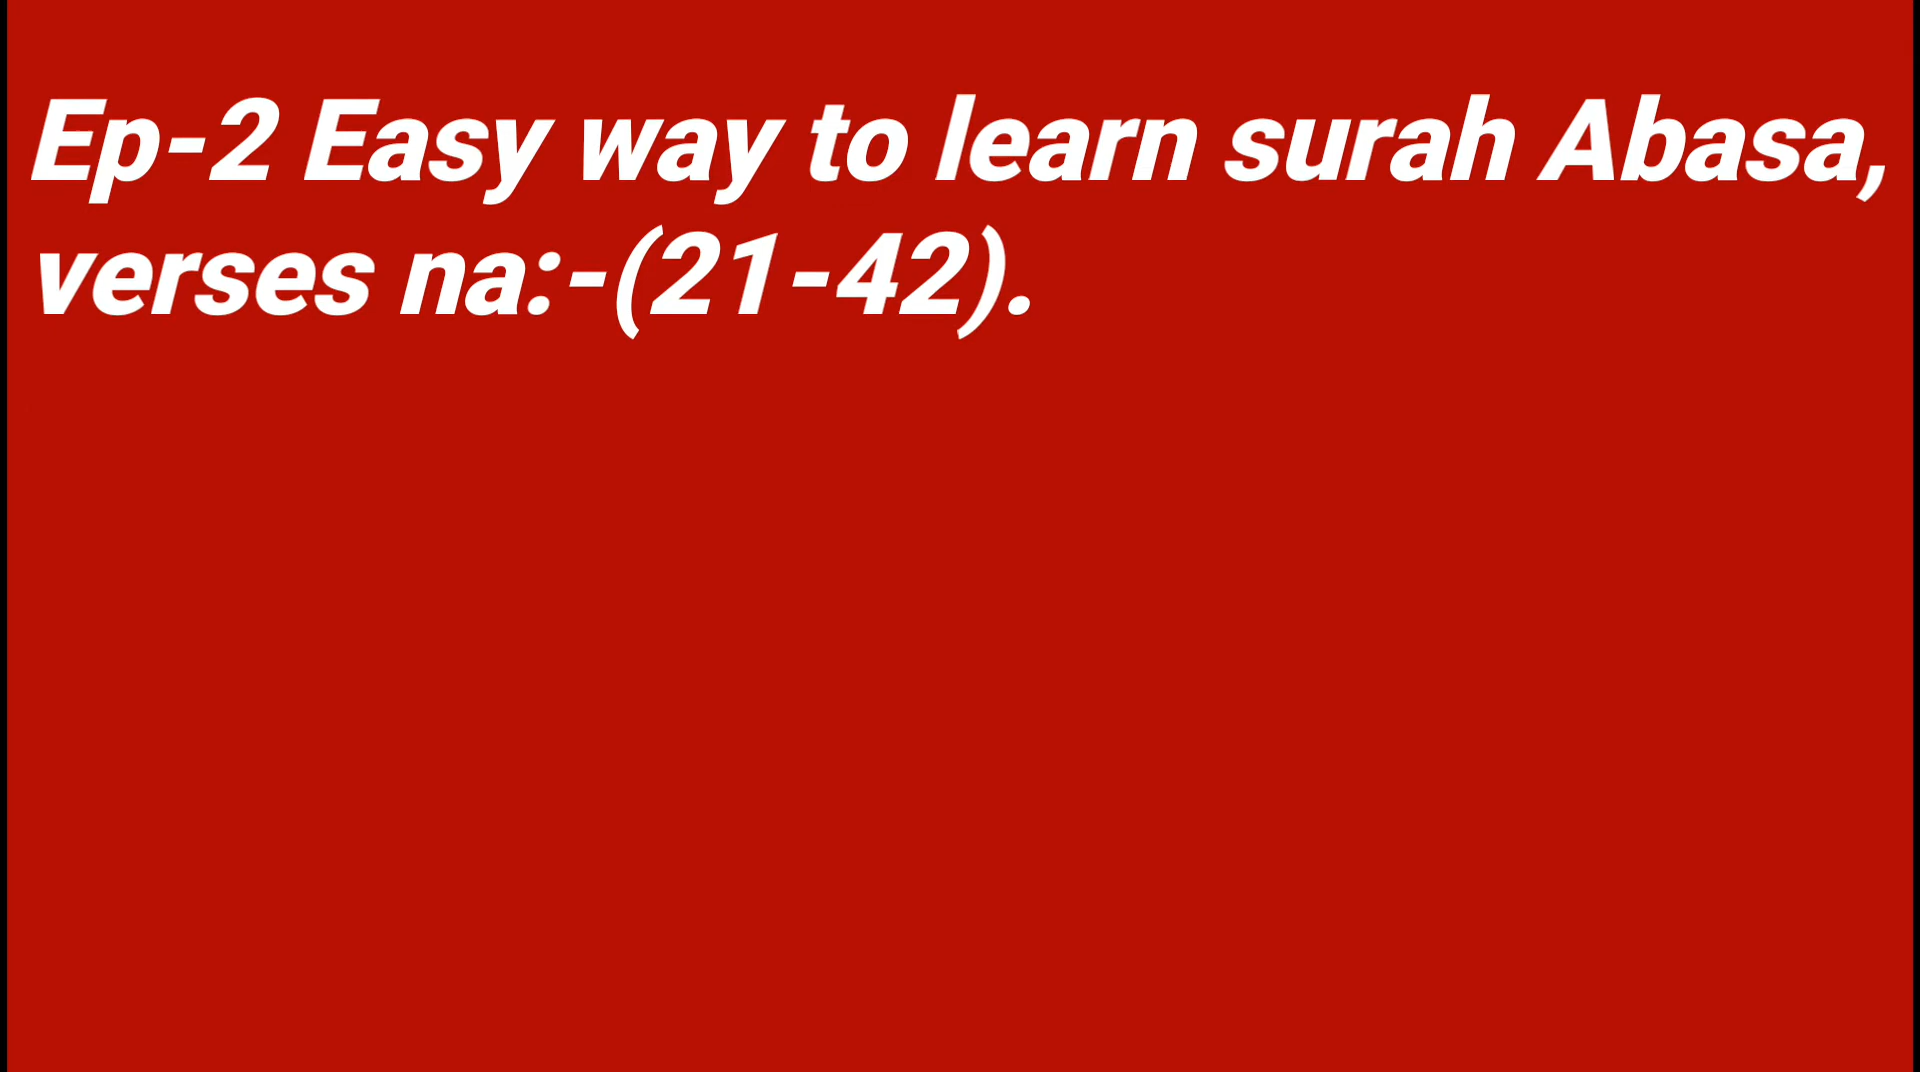 Ep-2 Easy way to learn surah Abasa,
verses na:-(21-42).